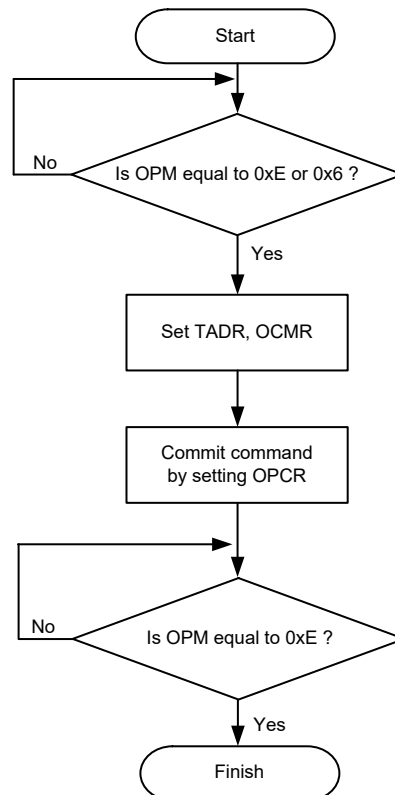 Start
No
Is OPM equal to 0xE or 0x6 ?
Yes
Set TADR, OCMR
Commit command
by setting OPCR
No
Is OPM equal to 0xE ?
Yes
Finish